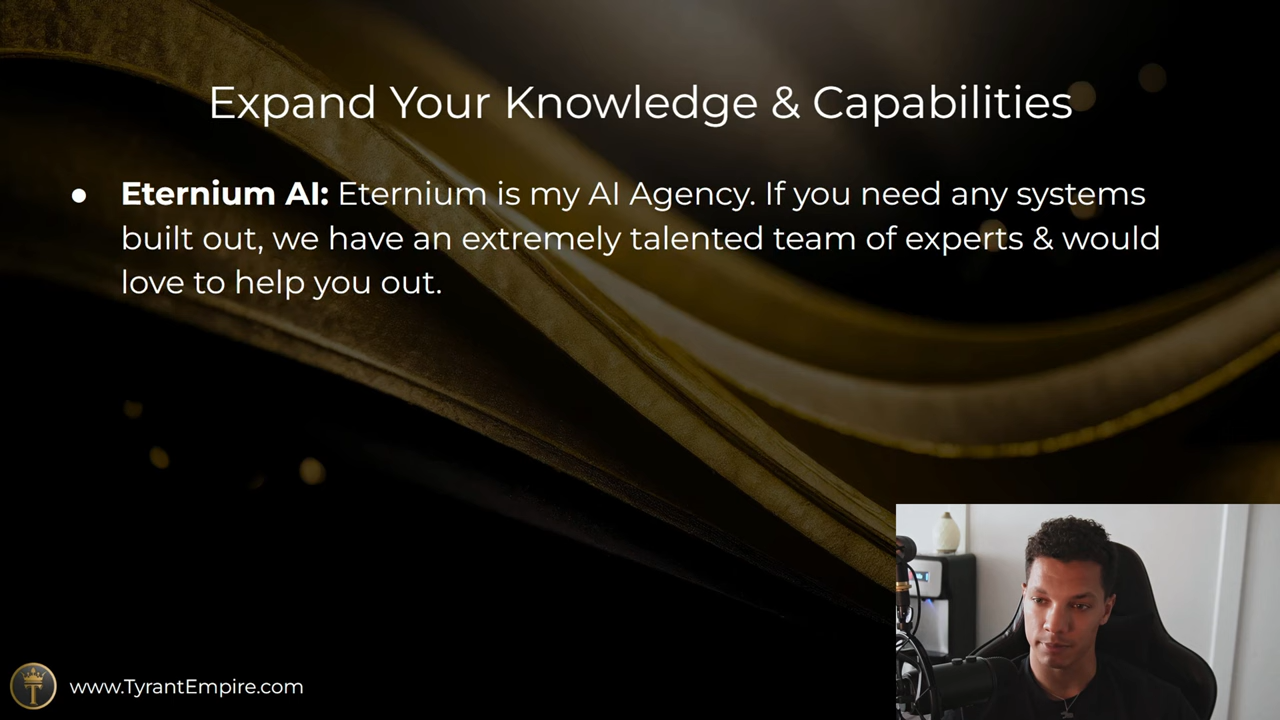 Expand Your Knowledge & Capabilities
● Eternium AI: Eternium is my AI Agency. If you need any systems
built out, we have an extremely talented team of experts & would
love to help you out.
T www.TyrantEmpire.com